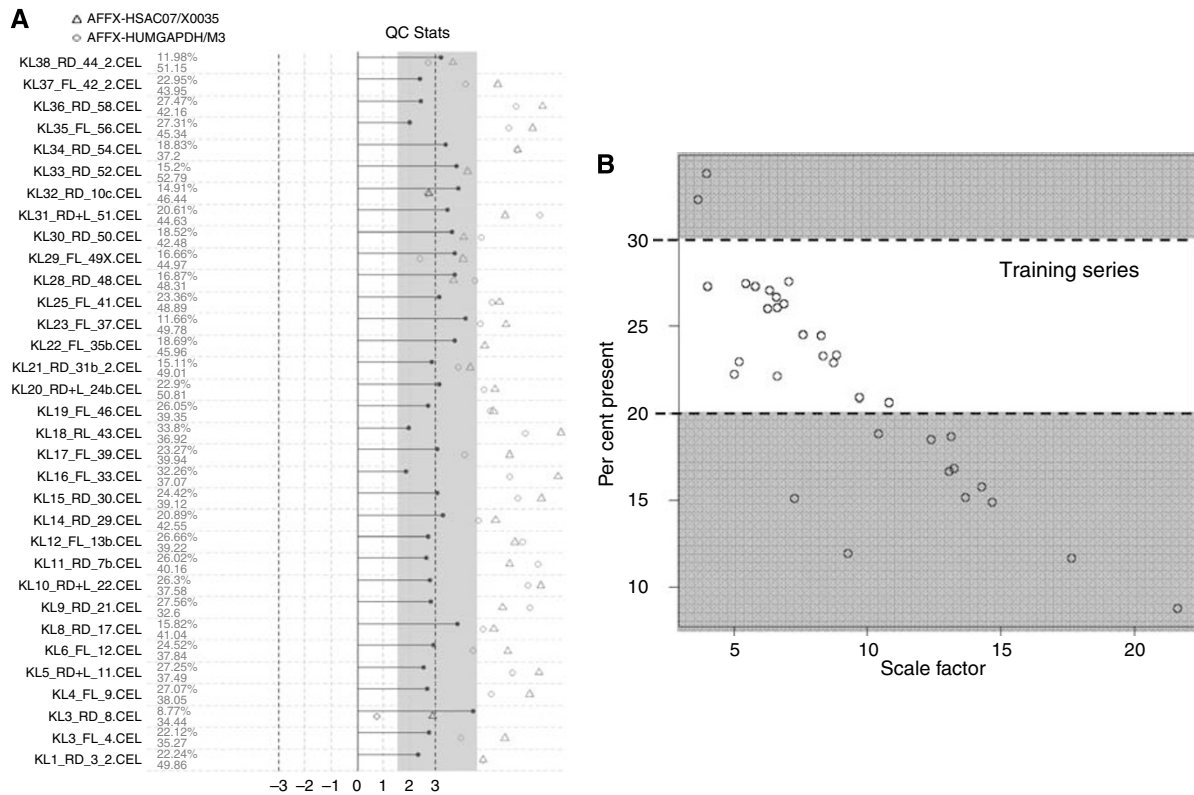 A
AFFX-HSAC07/X0035
AFFX-HUMGAPDH/M3
QC Stats
KL38_RD_44_2.CEL 11.98% 51.15
KL37_FL_42_2.CEL 22.95% 43.95
KL36_RD_58.CEL 27.47% 42.16
KL35_FL_56.CEL 27.31% 45.34
KL34_RD_54.CEL 18.83% 37.2
KL33_RD_52.CEL 15.2% 52.79
KL32_RD_10c.CEL 14.91% 46.44
KL31_RD+L_51.CEL 20.61% 44.63
KL30_RD_50.CEL 18.52% 42.48
KL29_FL_49X.CEL 16.66% 44.97
KL28_RD_48.CEL 16.87% 48.31
KL25_FL_41.CEL 23.36% 48.89
KL23_FL_37.CEL 11.66% 49.78
KL22_FL_35b.CEL 18.69% 45.96
KL21_RD_31b_2.CEL 15.11% 49.01
KL20_RD+L_24b.CEL 22.9% 50.81
KL19_FL_46.CEL 26.05% 39.35
KL18_RL_43.CEL 33.8% 36.92
KL17_FL_39.CEL 23.27% 39.94
KL16_FL_33.CEL 32.26% 37.07
KL15_RD_30.CEL 24.42% 39.12
KL14_RD_29.CEL 20.89% 42.55
KL12_FL_13b.CEL 26.66% 39.22
KL11_RD_7b.CEL 26.02% 40.16
KL10_RD+L_22.CEL 26.3% 37.58
KL9_RD_21.CEL 27.56% 32.6
KL8_RD_17.CEL 15.82% 41.04
KL6_FL_12.CEL 24.52% 37.84
KL5_RD+L_11.CEL 27.25% 37.49
KL4_FL_9.CEL 27.07% 38.05
KL3_RD_8.CEL 8.77% 34.44
KL3_FL_4.CEL 22.12% 35.27
KL1_RD_3_2.CEL 22.24% 49.86
−3 −2 −1 0 1 2 3
B
Per cent present
30
25
20
15
10
Training series
5 10 15 20
Scale factor